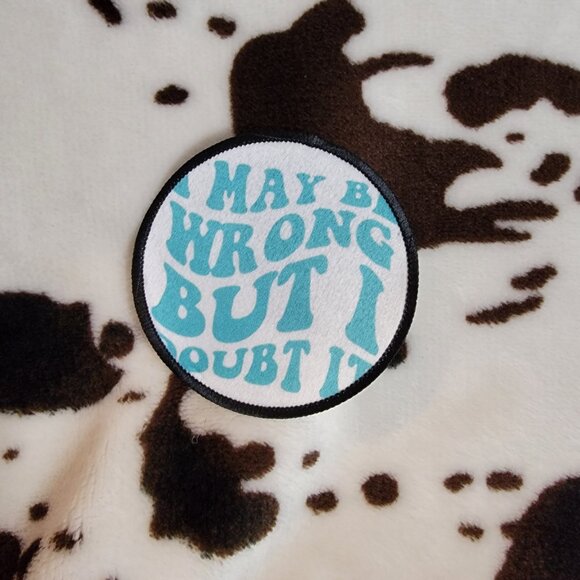 I MAY BE
WRONG
BUT I
DOUBT IT